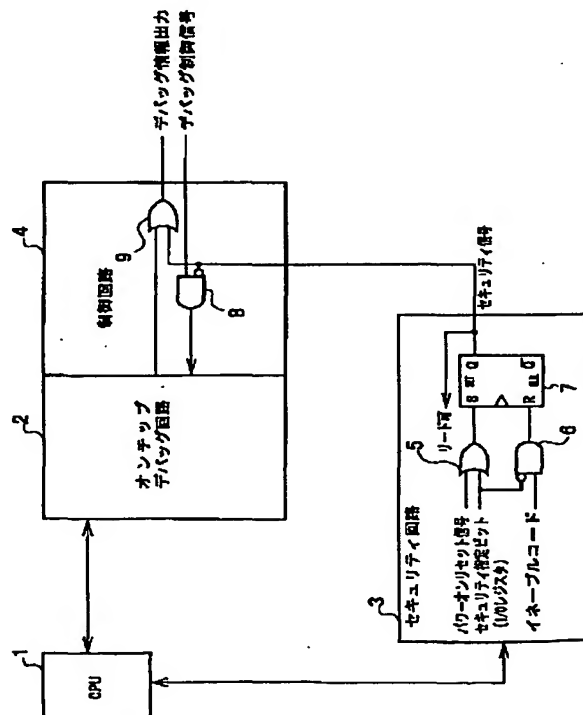 1
CPU
2
オンチップ
デバッグ回路
4
制御回路
9
8
デバッグ情報出力
デバッグ制御信号
セキュリティ信号
3
セキュリティ回路
パワーオンリセット信号
セキュリティ指定ビット
(I/Oレジスタ)
イネーブルコード
5
6
リード可
S SET Q
R Q
7